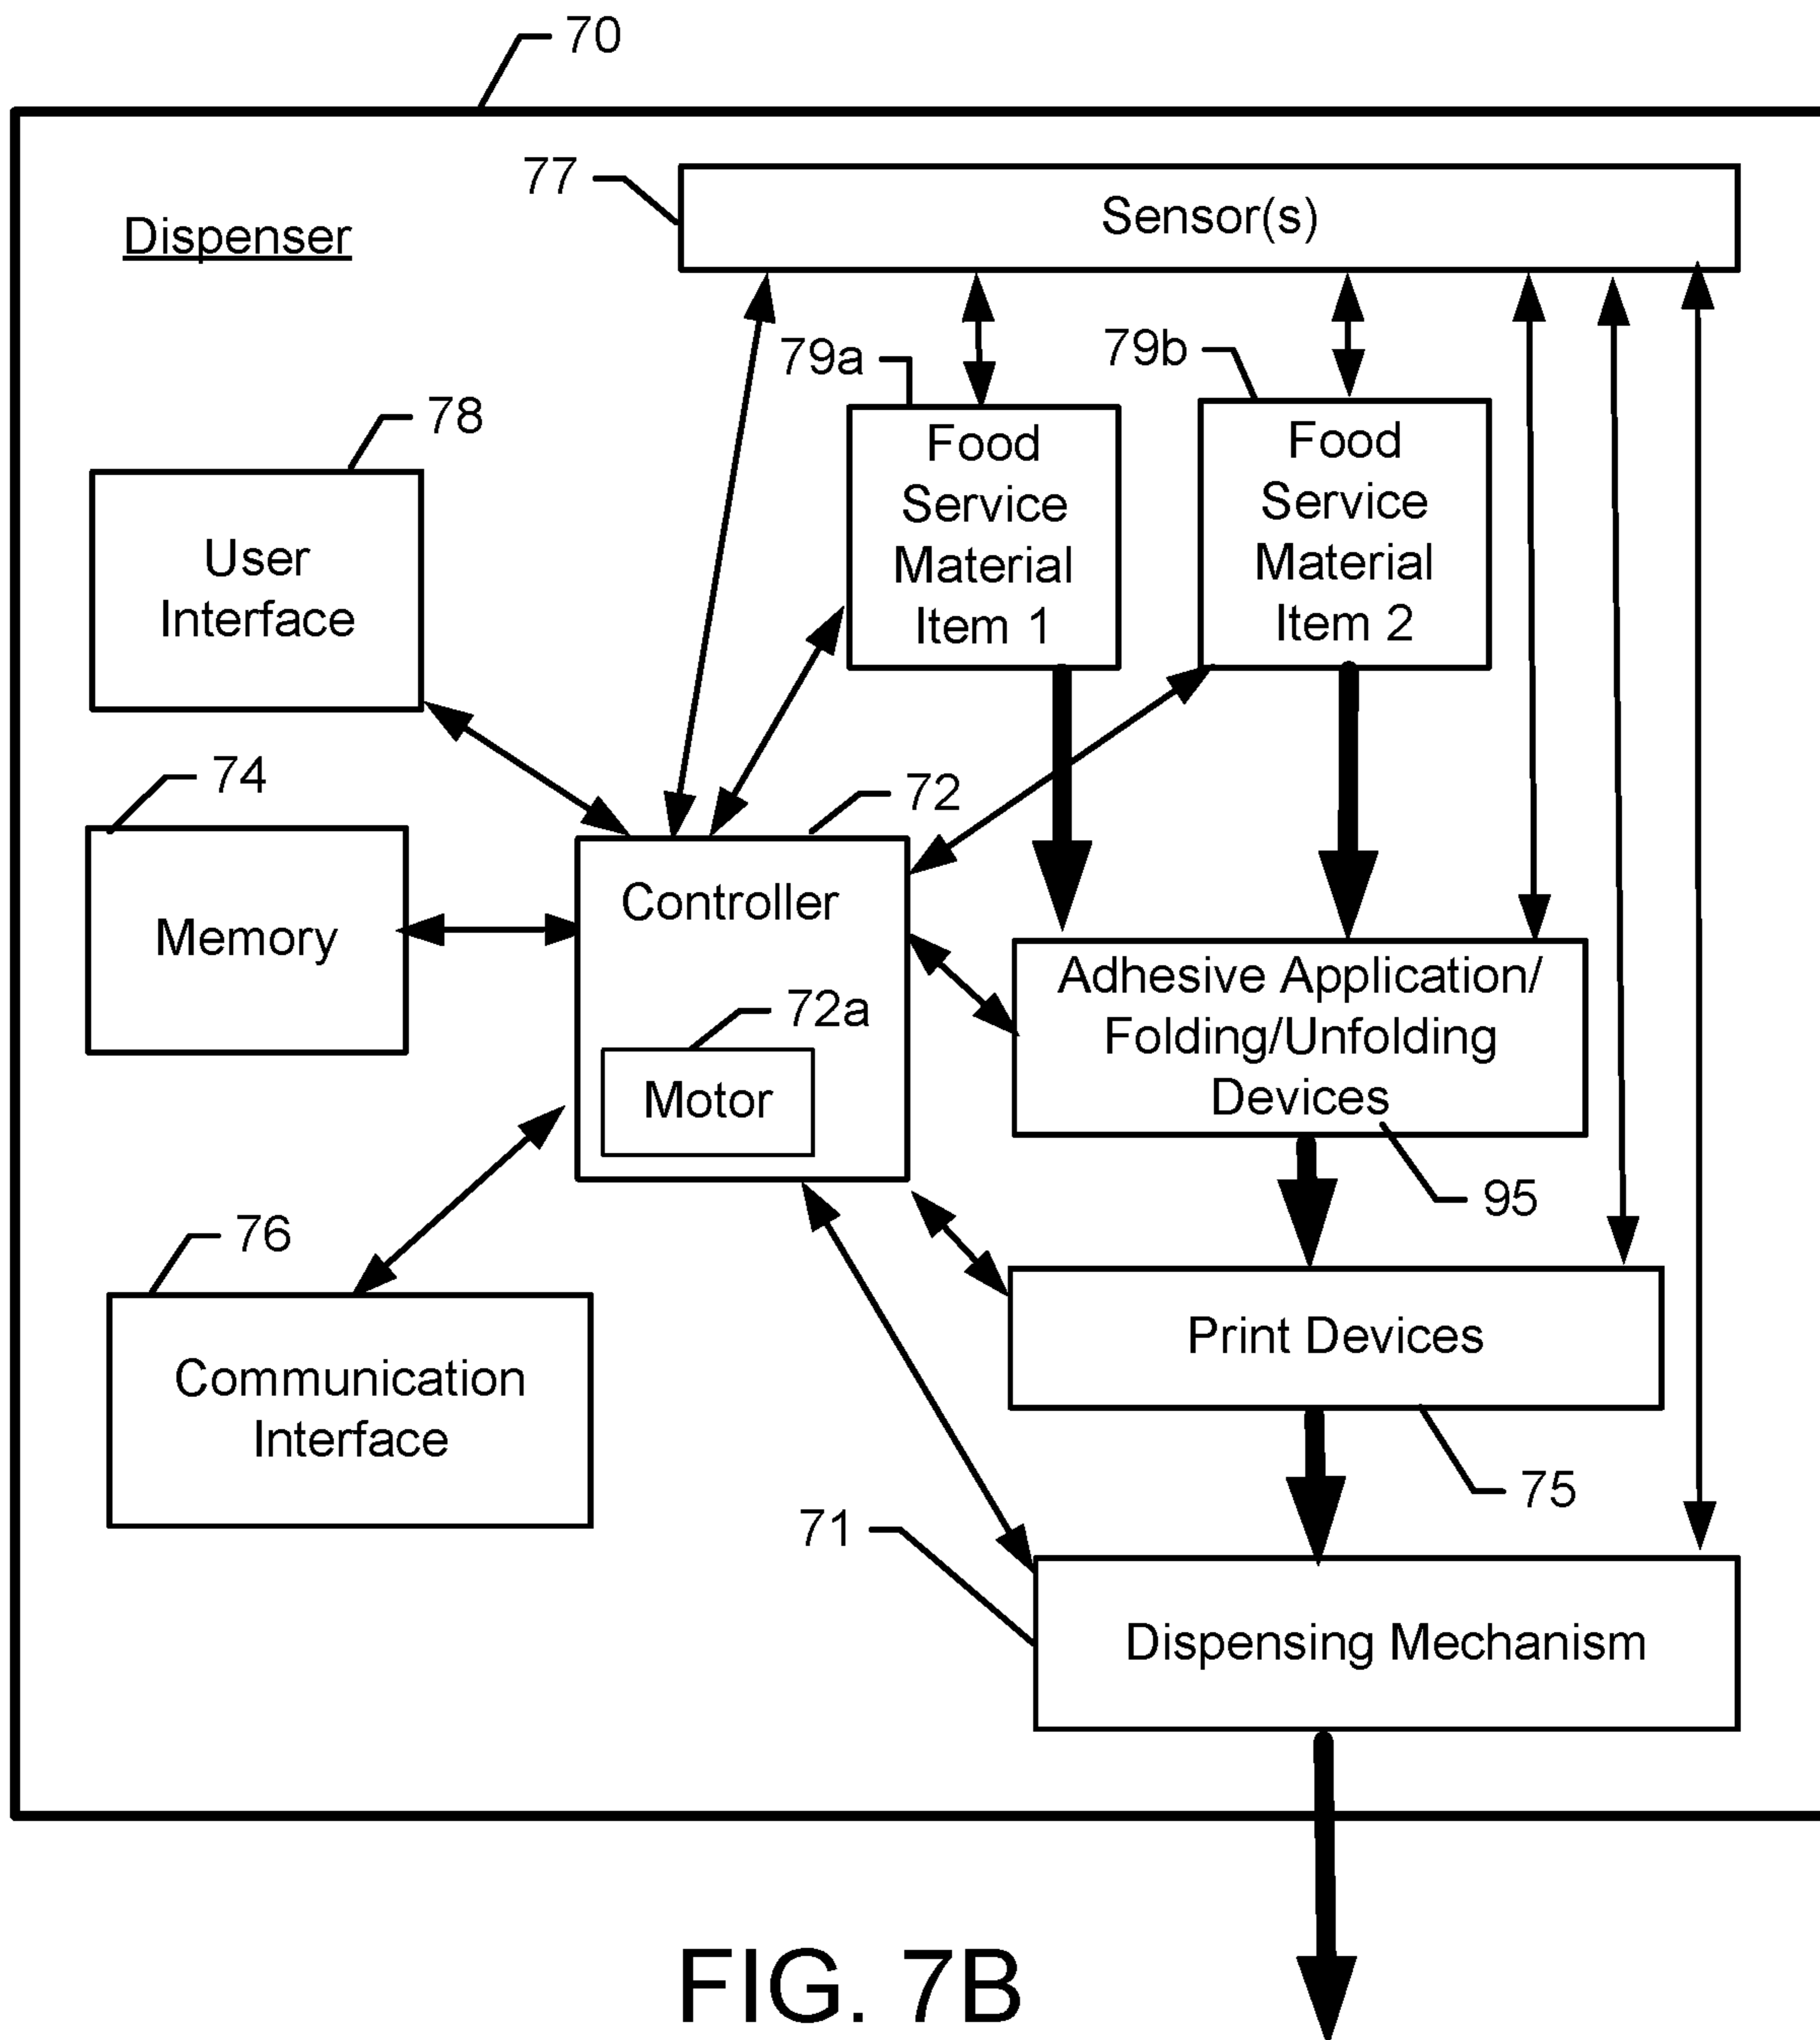 70
77
Sensor(s)
Dispenser
79a
79b
78
Food
Service
Material
Item 1
Food
Service
Material
Item 2
User
Interface
74
72
Memory
Controller
72a
Motor
Adhesive Application/
Folding/Unfolding
Devices
95
76
Communication
Interface
Print Devices
75
71
Dispensing Mechanism
FIG. 7B